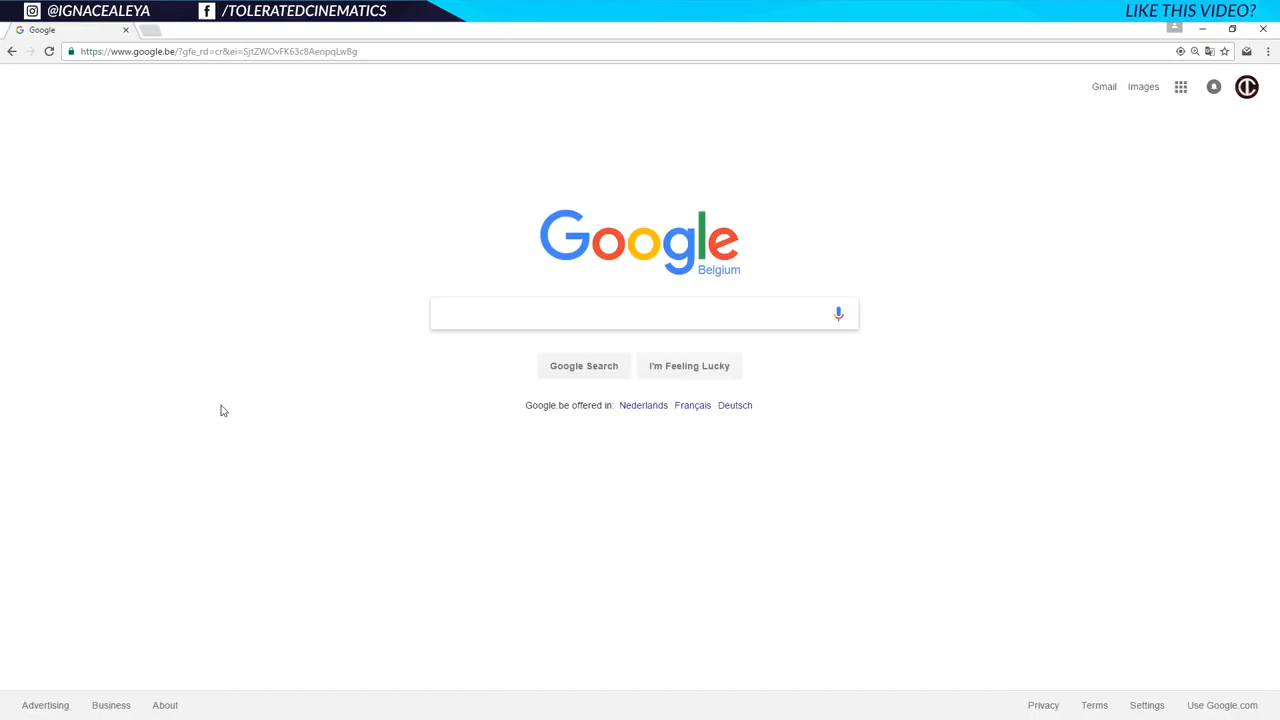 @IGNACEALEYA /TOLERATEDCINEMATICS LIKE THIS VIDEO?
Google
https://www.google.be/?gfe_rd=cr&ei=SjtZWOvFK63c8AenpqLwBg
Gmail Images
Google
Belgium
Google Search I'm Feeling Lucky
Google.be offered in: Nederlands Français Deutsch
Advertising Business About Privacy Terms Settings Use Google.com